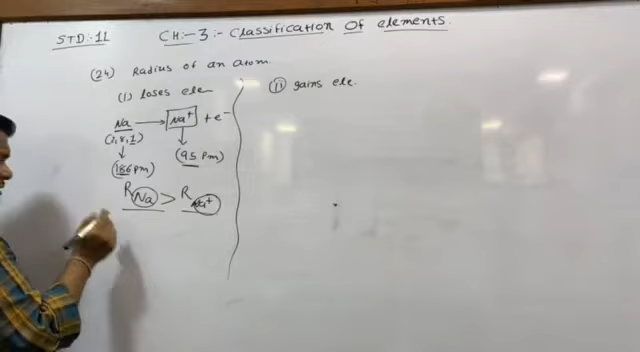 STD:-11
CH:-3:- Classification Of elements.
(24) Radius of an atom.
(1) loses ele
Na → Na⁺ + e⁻
(2,8,1)
(186 pm)
(95 pm)
R Na > R Na⁺
(11) gains ele.